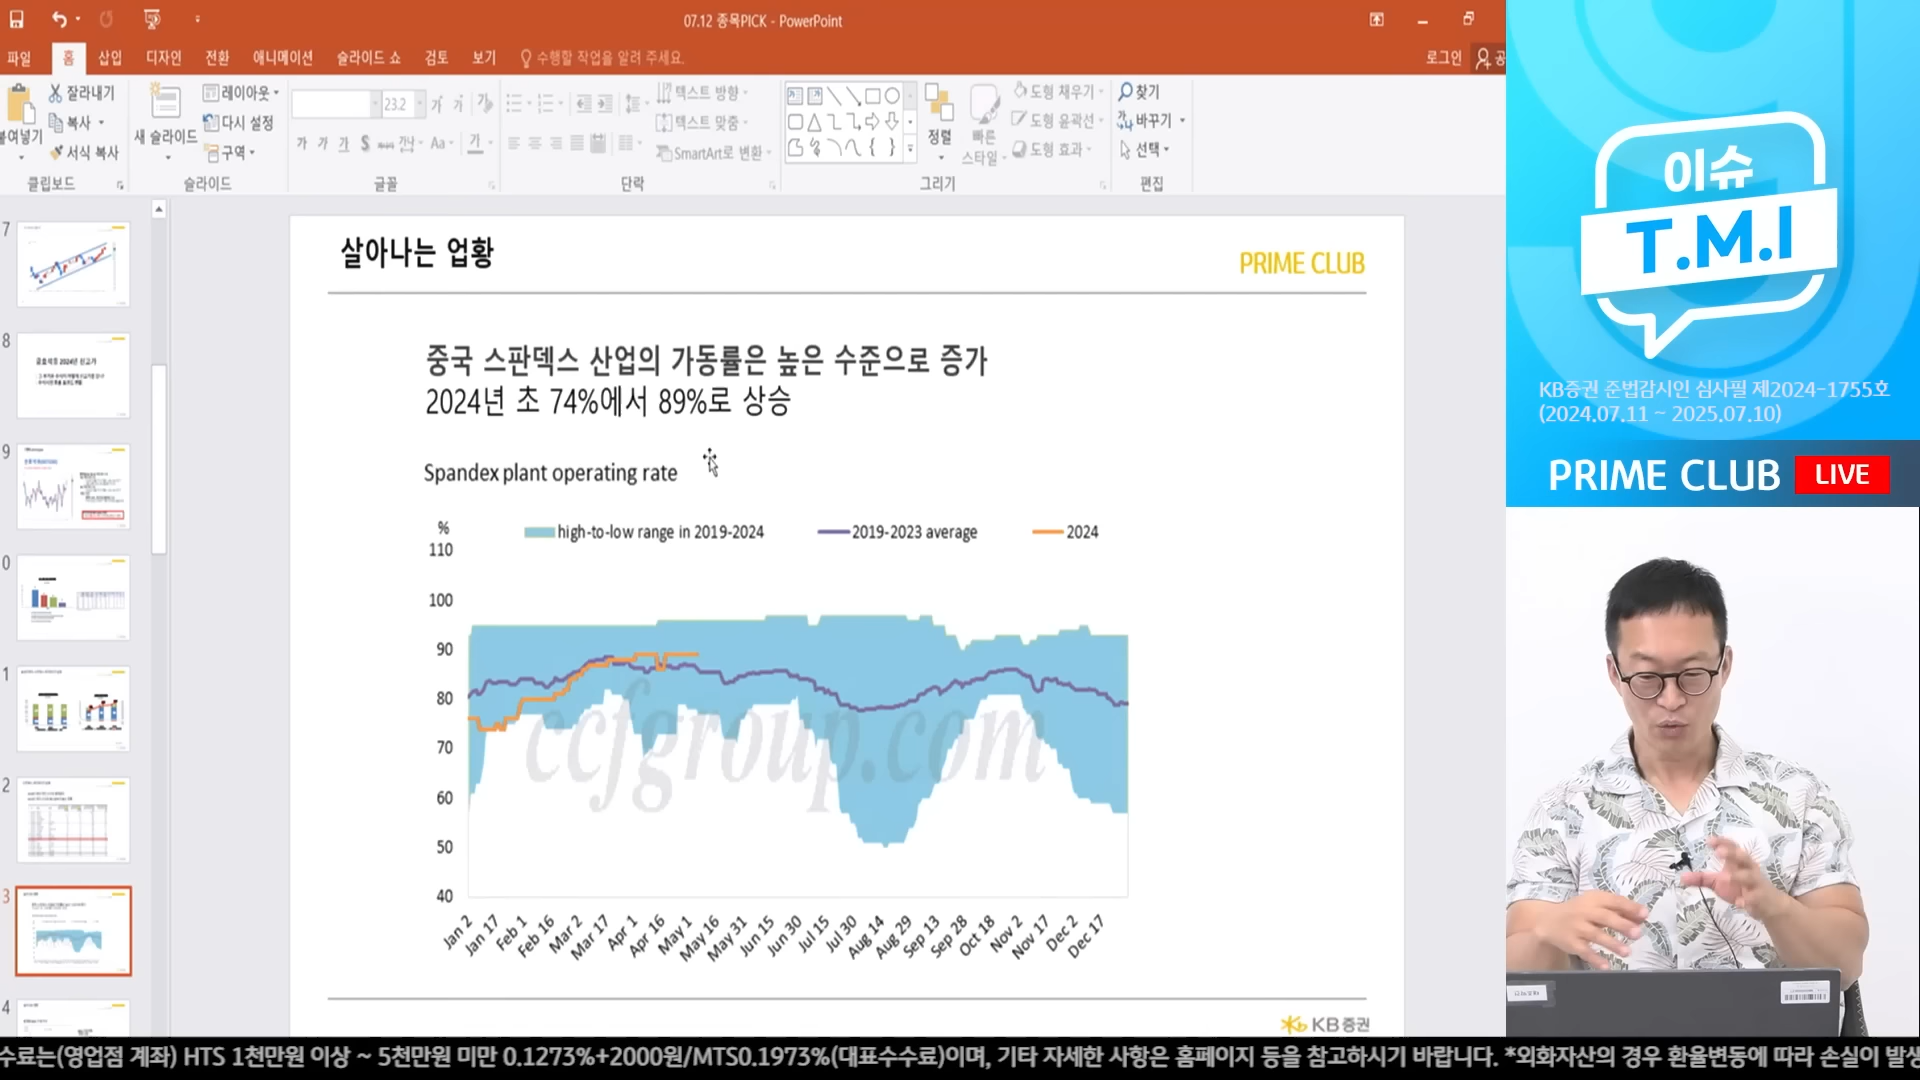 07.12 종목PICK - PowerPoint
파일 홈 삽입 디자인 전환 애니메이션 슬라이드 쇼 검토 보기 수행할 작업을 알려 주세요.
로그인
잘라내기
복사
서식 복사
클립보드
새 슬라이드
레이아웃
다시 설정
구역
슬라이드
23.2
글꼴
텍스트 방향
텍스트 맞춤
SmartArt로 변환
단락
정렬
빠른
스타일
도형 채우기
도형 윤곽선
도형 효과
그리기
찾기
바꾸기
선택
편집
7
8
9
0
1
2
3
4
살아나는 업황
PRIME CLUB
중국 스판덱스 산업의 가동률은 높은 수준으로 증가
2024년 초 74%에서 89%로 상승
Spandex plant operating rate
%
high-to-low range in 2019-2024
2019-2023 average
2024
110
100
90
80
70
60
50
40
ccfgroup.com
Jan 2
Jan 17
Feb 1
Feb 16
Mar 2
Mar 17
Apr 1
Apr 16
May 1
May 16
May 31
Jun 15
Jun 30
Jul 15
Jul 30
Aug 14
Aug 29
Sep 13
Sep 28
Oct 18
Nov 2
Nov 17
Dec 2
Dec 17
KB증권
이슈
T.M.I
KB증권 준법감시인 심사필 제2024-1755호
(2024.07.11 ~ 2025.07.10)
PRIME CLUB LIVE
수료는(영업점 계좌) HTS 1천만원 이상 ~ 5천만원 미만 0.1273%+2000원/MTS0.1973%(대표수수료)이며, 기타 자세한 사항은 홈페이지 등을 참고하시기 바랍니다. *외화자산의 경우 환율변동에 따라 손실이 발생